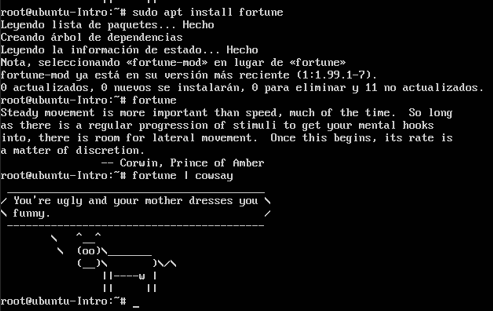 root@ubuntu-Intro:~# sudo apt install fortune
Leyendo lista de paquetes... Hecho
Creando árbol de dependencias
Leyendo la información de estado... Hecho
Nota, seleccionando «fortune-mod» en lugar de «fortune»
fortune-mod ya está en su versión más reciente (1:1.99.1-7).
0 actualizados, 0 nuevos se instalarán, 0 para eliminar y 11 no actualizados.
root@ubuntu-Intro:~# fortune
Steady movement is more important than speed, much of the time.  So long
as there is a regular progression of stimuli to get your mental hooks
into, there is room for lateral movement.  Once this begins, its rate is
a matter of discretion.
                -- Corwin, Prince of Amber
root@ubuntu-Intro:~# fortune | cowsay
 _________________________________________
/ You're ugly and your mother dresses you \
\ funny.                                  /
 -----------------------------------------
        \   ^__^
         \  (oo)\_______
            (__)\       )\/\
                ||----w |
                ||     ||
root@ubuntu-Intro:~# _